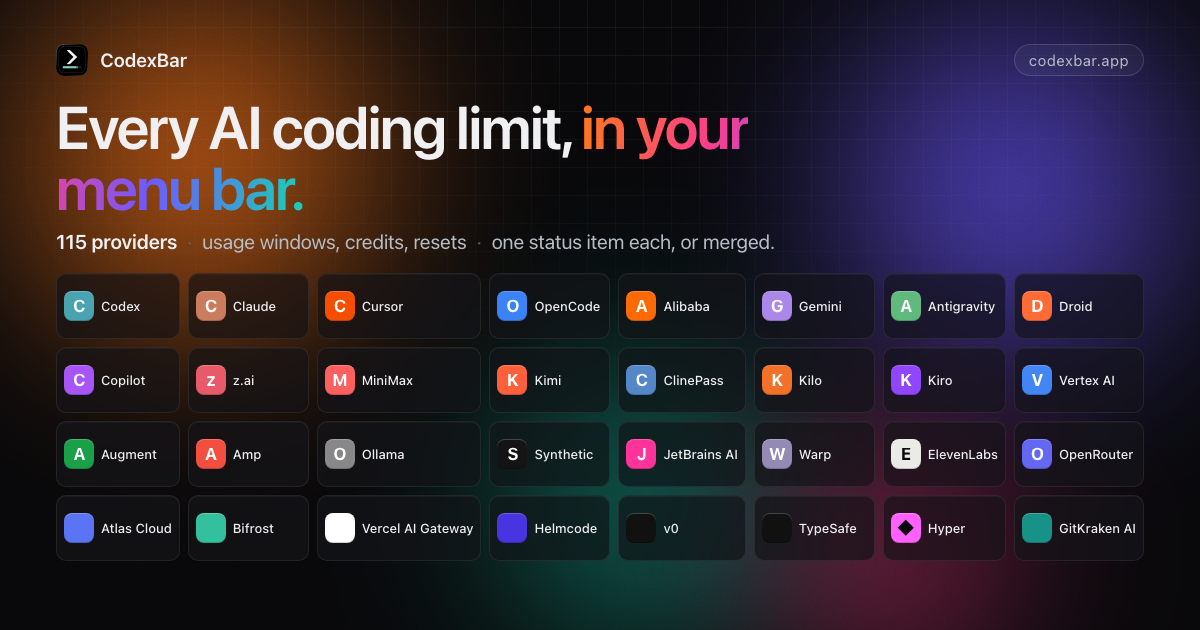 CodexBar
codexbar.app
Every AI coding limit, in your
menu bar.
115 providers · usage windows, credits, resets · one status item each, or merged.
C Codex
C Claude
C Cursor
O OpenCode
A Alibaba
G Gemini
A Antigravity
D Droid
C Copilot
z z.ai
M MiniMax
K Kimi
C ClinePass
K Kilo
K Kiro
V Vertex AI
A Augment
A Amp
O Ollama
S Synthetic
J JetBrains AI
W Warp
E ElevenLabs
O OpenRouter
Atlas Cloud
Bifrost
Vercel AI Gateway
Helmcode
v0
TypeSafe
Hyper
GitKraken AI